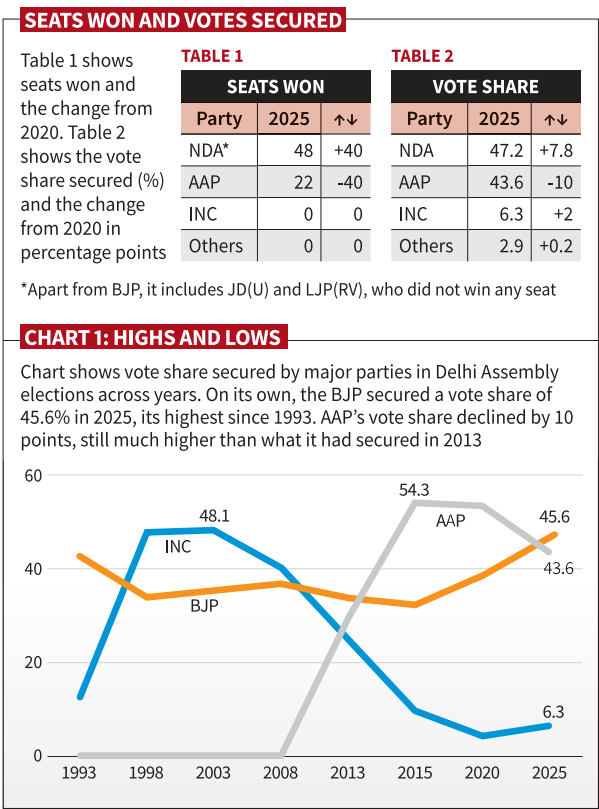 SEATS WON AND VOTES SECURED
Table 1 shows
seats won and
the change from
2020. Table 2
shows the vote
share secured (%)
and the change
from 2020 in
percentage points
TABLE 1
SEATS WON
Party 2025 ↑↓
NDA* 48 +40
AAP 22 -40
INC 0 0
Others 0 0
TABLE 2
VOTE SHARE
Party 2025 ↑↓
NDA 47.2 +7.8
AAP 43.6 -10
INC 6.3 +2
Others 2.9 +0.2
*Apart from BJP, it includes JD(U) and LJP(RV), who did not win any seat
CHART 1: HIGHS AND LOWS
Chart shows vote share secured by major parties in Delhi Assembly
elections across years. On its own, the BJP secured a vote share of
45.6% in 2025, its highest since 1993. AAP's vote share declined by 10
points, still much higher than what it had secured in 2013
60
54.3
48.1
AAP
45.6
INC
40
43.6
BJP
20
6.3
0
1993 1998 2003 2008 2013 2015 2020 2025